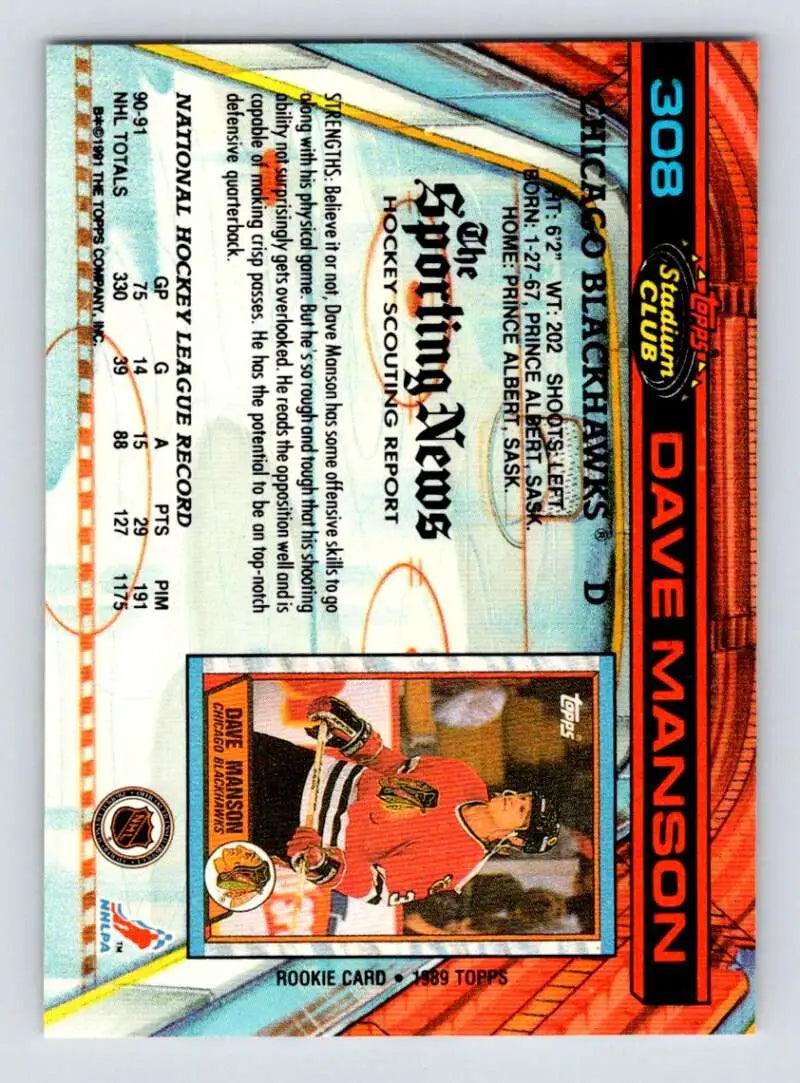 308
topps
Stadium
CLUB
DAVE MANSON
CHICAGO BLACKHAWKS® D
HT: 6'2" WT: 202 SHOOTS: LEFT
BORN: 1-27-67, PRINCE ALBERT, SASK.
HOME: PRINCE ALBERT, SASK.
The
Sporting News
HOCKEY SCOUTING REPORT
STRENGTHS: Believe it or not, Dave Manson has some offensive skills to go
along with his physical game. But he's so rough and tough that his shooting
ability not surprisingly gets overlooked. He reads the opposition well and is
capable of making crisp passes. He has the potential to be an top-notch
defensive quarterback.
NATIONAL HOCKEY LEAGUE RECORD
GP G A PTS PIM
90-91 75 14 15 29 191
NHL TOTALS 330 39 88 127 1175
B*©1991 THE TOPPS COMPANY, INC.
topps
DAVE MANSON
CHICAGO BLACKHAWKS
ROOKIE CARD • 1989 TOPPS
NHL
NHLPA™